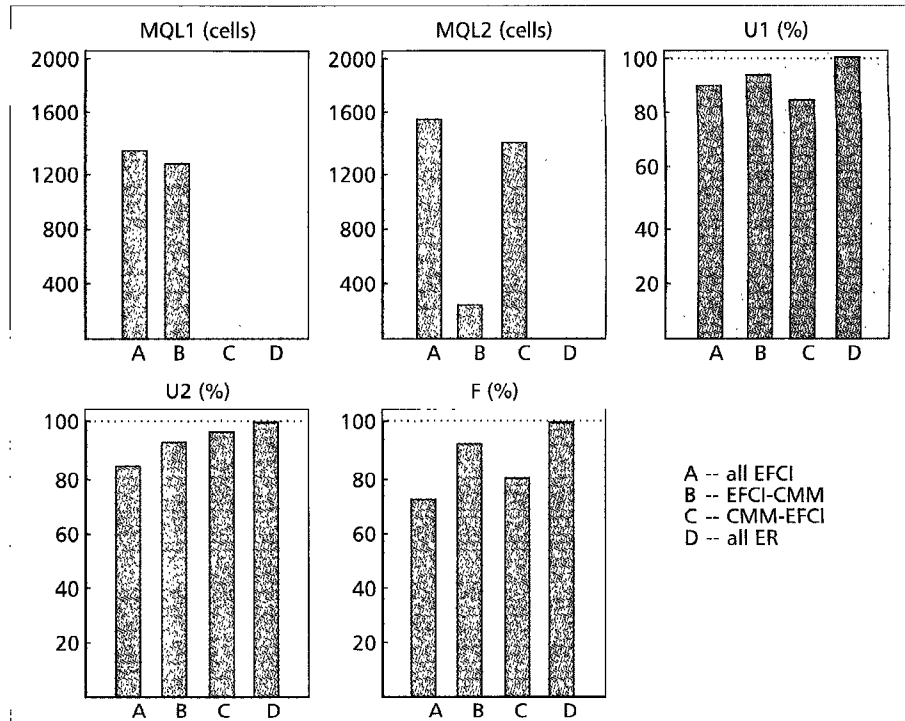 MQL1 (cells)
2000
1600
1200
800
400
A B C D
MQL2 (cells)
2000
1600
1200
800
400
A B C D
U1 (%)
100
80
60
40
20
A B C D
U2 (%)
100
80
60
40
20
A B C D
F (%)
100
80
60
40
20
A B C D
A -- all EFCI
B -- EFCI-CMM
C -- CMM-EFCI
D -- all ER